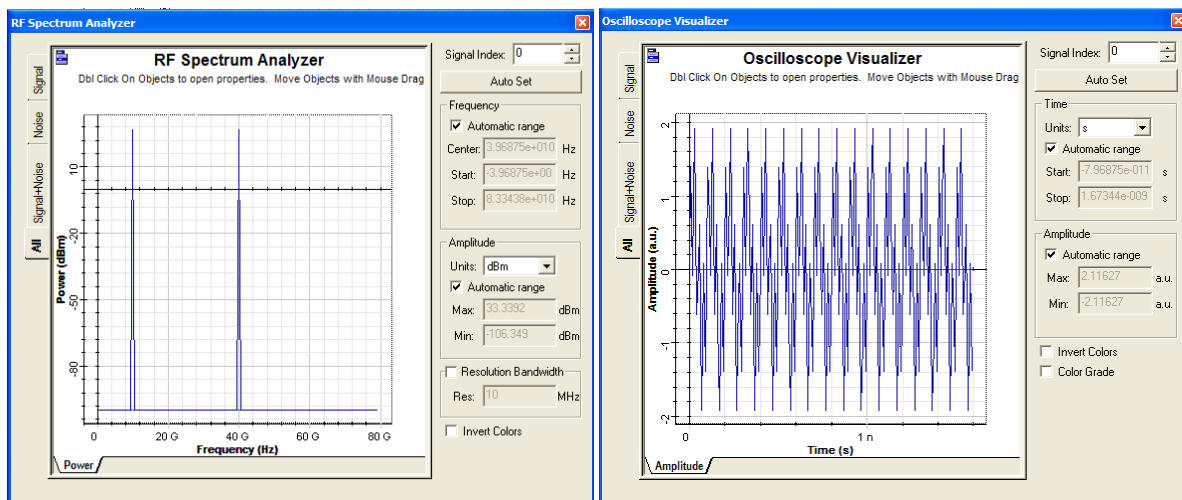 RF Spectrum Analyzer
RF Spectrum Analyzer
Dbl Click On Objects to open properties. Move Objects with Mouse Drag
Signal
Noise
Signal+Noise
All
Power (dBm)
10
-20
-50
-80
0
20 G
40 G
60 G
80 G
Frequency (Hz)
Power
Signal Index: 0
Auto Set
Frequency
Automatic range
Center: 3.96875e+010 Hz
Start: -3.96875e+00 Hz
Stop: 8.33438e+010 Hz
Amplitude
Units: dBm
Automatic range
Max: 33.3392 dBm
Min: -106.349 dBm
Resolution Bandwidth
Res: 10 MHz
Invert Colors
Oscilloscope Visualizer
Oscilloscope Visualizer
Dbl Click On Objects to open properties. Move Objects with Mouse Drag
Signal
Noise
Signal+Noise
All
Amplitude (a.u.)
2
1
0
-1
-2
0
1 n
Time (s)
Amplitude
Signal Index: 0
Auto Set
Time
Units: s
Automatic range
Start: -7.96875e-011 s
Stop: 1.67344e-009 s
Amplitude
Automatic range
Max: 2.11627 a.u.
Min: -2.11627 a.u.
Invert Colors
Color Grade